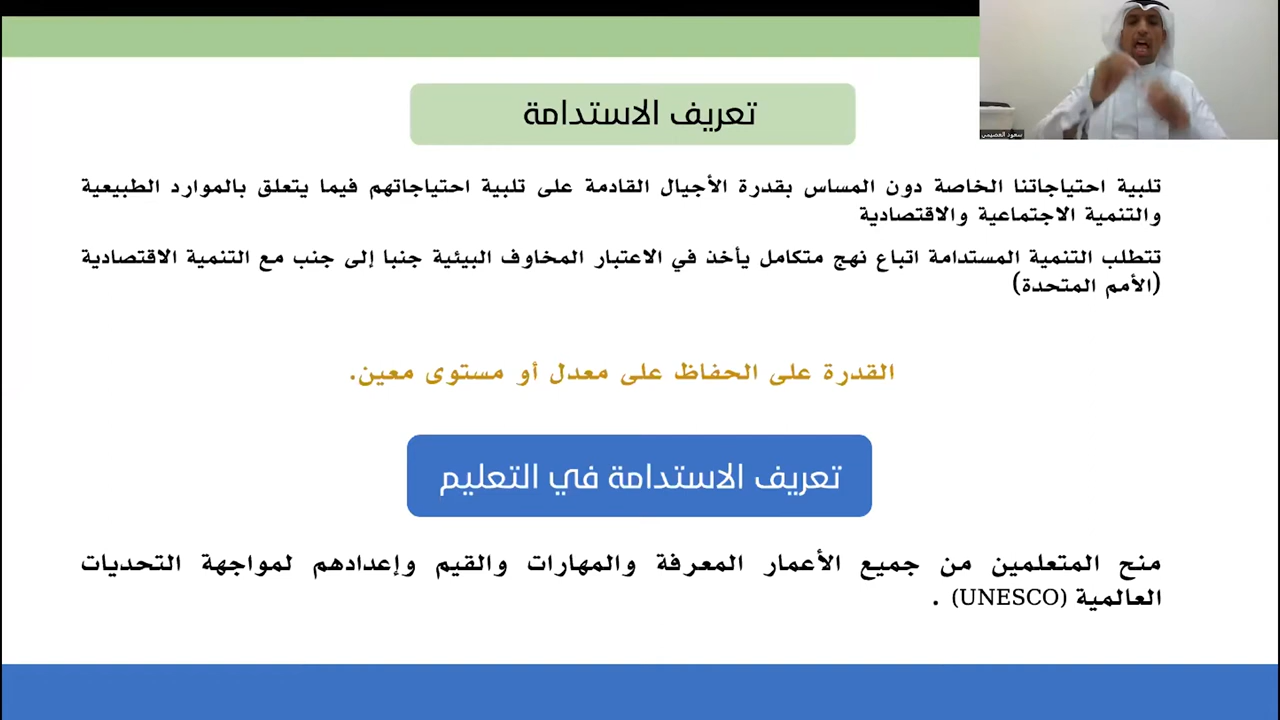 تعريف الاستدامة
سعود العصيمي
تلبية احتياجاتنا الخاصة دون المساس بقدرة الأجيال القادمة على تلبية احتياجاتهم فيما يتعلق بالموارد الطبيعية
والتنمية الاجتماعية والاقتصادية
تتطلب التنمية المستدامة اتباع نهج متكامل يأخذ في الاعتبار المخاوف البيئية جنبا إلى جنب مع التنمية الاقتصادية
(الأمم المتحدة)
القدرة على الحفاظ على معدل أو مستوى معين.
تعريف الاستدامة في التعليم
منح المتعلمين من جميع الأعمار المعرفة والمهارات والقيم وإعدادهم لمواجهة التحديات
العالمية (UNESCO) .